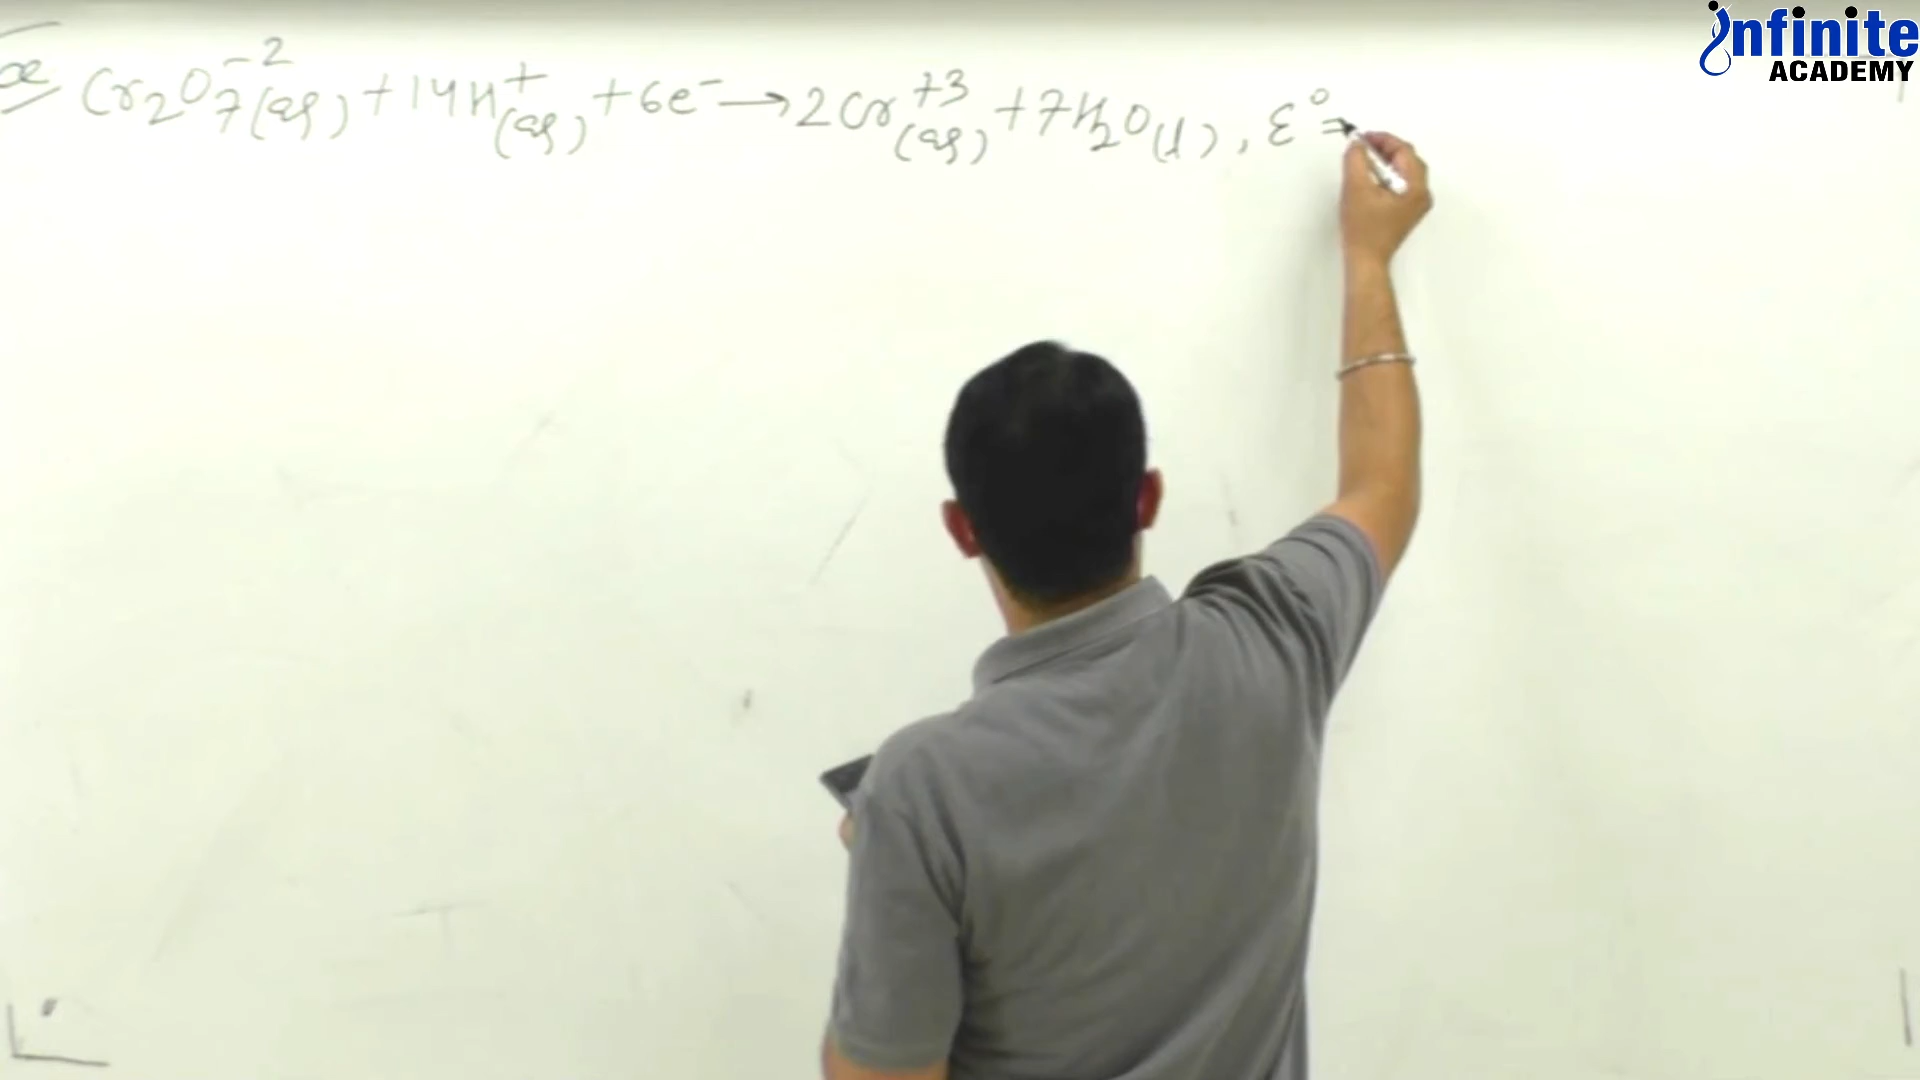 Infinite
ACADEMY
Cr₂O₇⁻²(aq) + 14H⁺(aq) + 6e⁻ → 2Cr⁺³(aq) + 7H₂O(l), ε° =